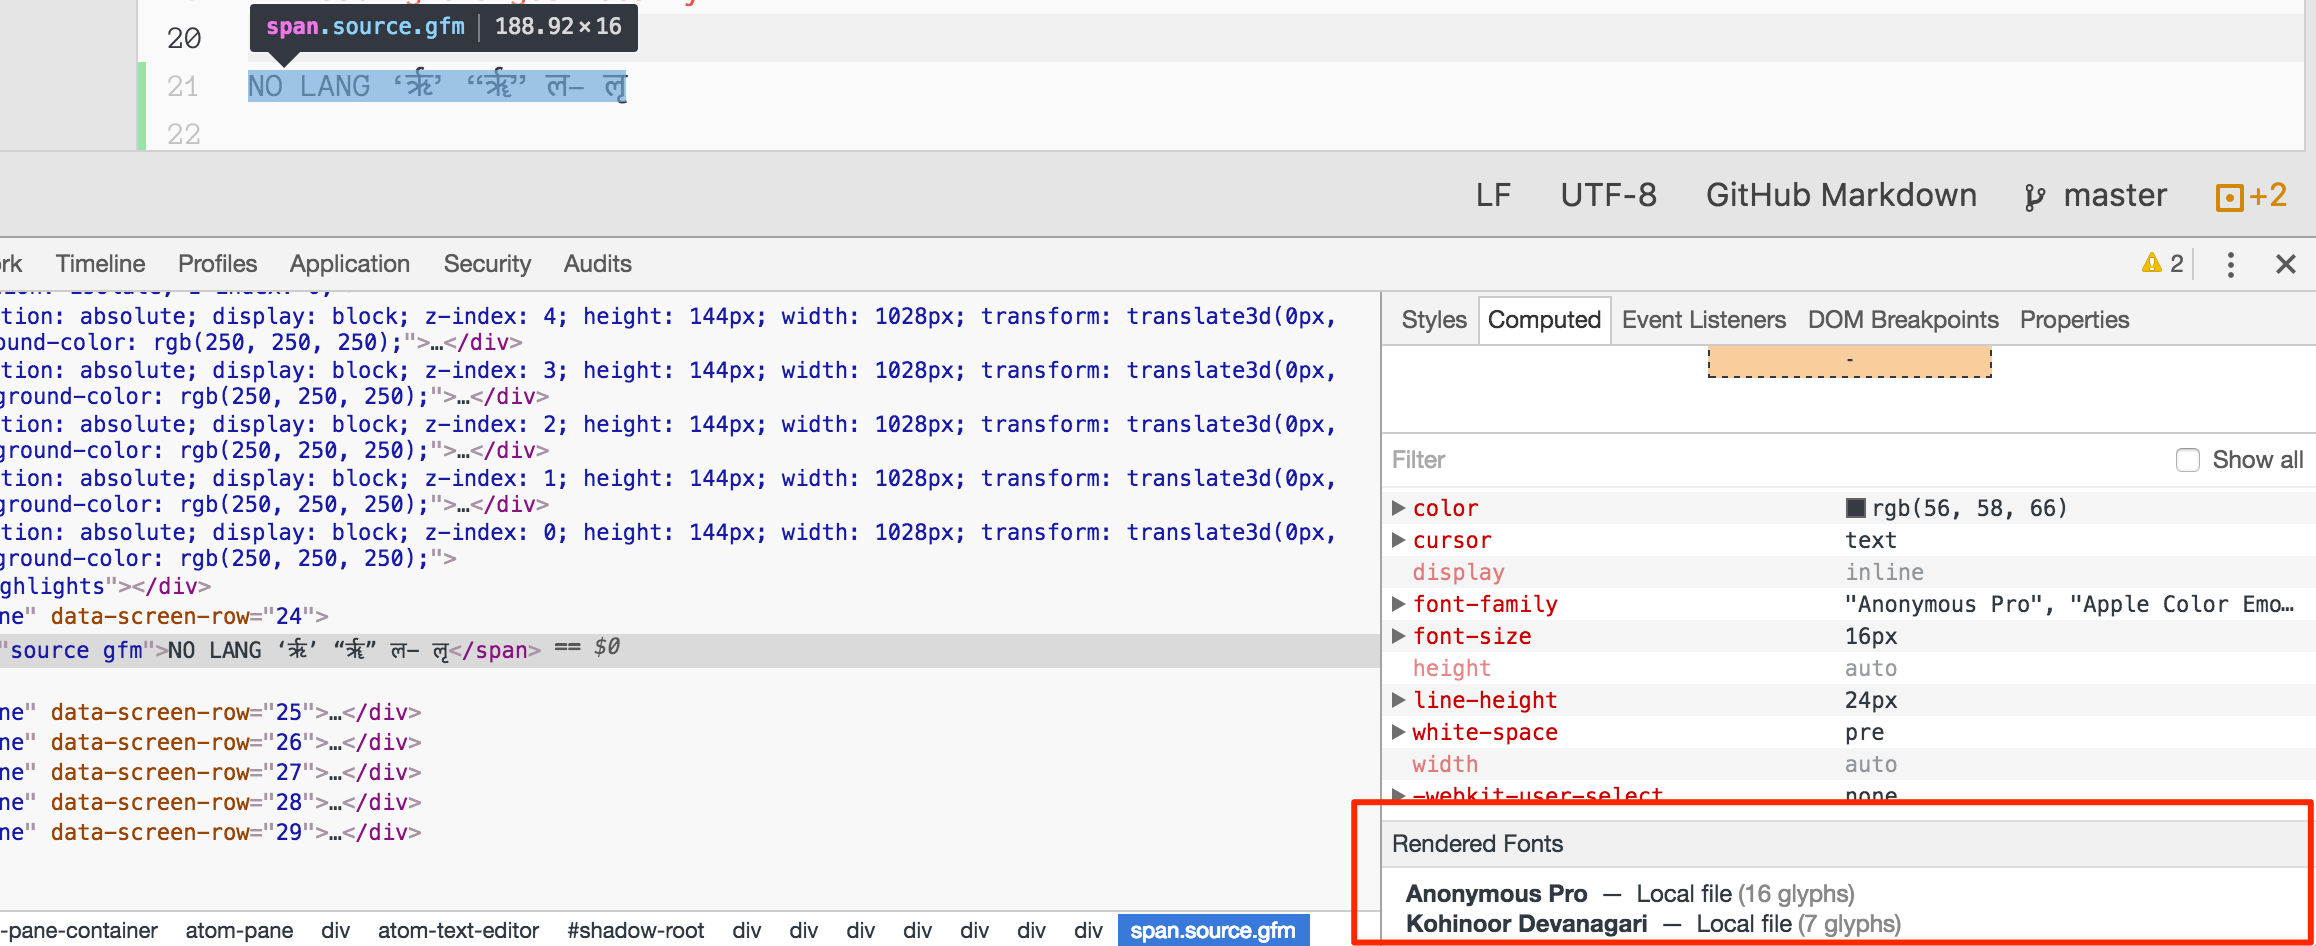 20
span.source.gfm 188.92×16
21 NO LANG ‘र्ऋ’ “र्ॠ” ल– लृ
22
LF UTF-8 GitHub Markdown master +2
rk Timeline Profiles Application Security Audits 2
tion: absolute; display: block; z-index: 4; height: 144px; width: 1028px; transform: translate3d(0px,
ound-color: rgb(250, 250, 250);">…</div>
tion: absolute; display: block; z-index: 3; height: 144px; width: 1028px; transform: translate3d(0px,
ground-color: rgb(250, 250, 250);">…</div>
tion: absolute; display: block; z-index: 2; height: 144px; width: 1028px; transform: translate3d(0px,
ground-color: rgb(250, 250, 250);">…</div>
tion: absolute; display: block; z-index: 1; height: 144px; width: 1028px; transform: translate3d(0px,
ground-color: rgb(250, 250, 250);">…</div>
tion: absolute; display: block; z-index: 0; height: 144px; width: 1028px; transform: translate3d(0px,
ground-color: rgb(250, 250, 250);">
ghlights"></div>
ne" data-screen-row="24">
"source gfm">NO LANG ‘र्ऋ’ “र्ॠ” ल– लृ</span> == $0
ne" data-screen-row="25">…</div>
ne" data-screen-row="26">…</div>
ne" data-screen-row="27">…</div>
ne" data-screen-row="28">…</div>
ne" data-screen-row="29">…</div>
-pane-container atom-pane div atom-text-editor #shadow-root div div div div div div div span.source.gfm
Styles Computed Event Listeners DOM Breakpoints Properties
-
Filter Show all
color rgb(56, 58, 66)
cursor text
display inline
font-family "Anonymous Pro", "Apple Color Emo…
font-size 16px
height auto
line-height 24px
white-space pre
width auto
-webkit-user-select none
Rendered Fonts
Anonymous Pro — Local file (16 glyphs)
Kohinoor Devanagari — Local file (7 glyphs)